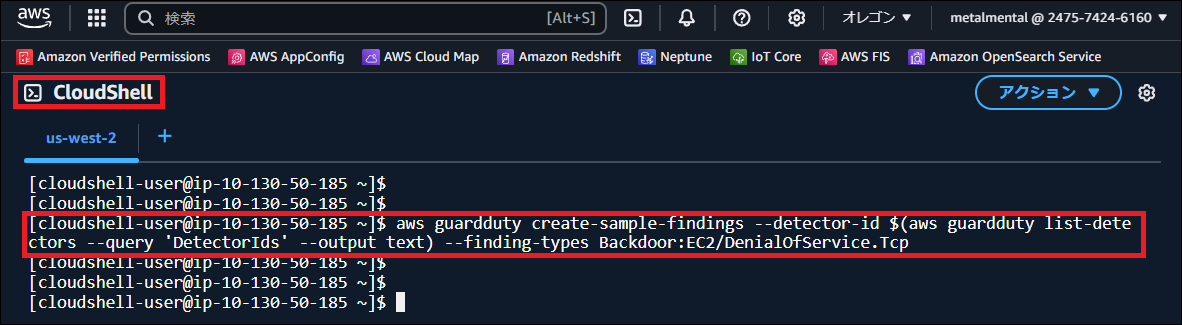 aws 検索 [Alt+S] オレゴン ▼ metalmental @ 2475-7424-6160 ▼
Amazon Verified Permissions AWS AppConfig AWS Cloud Map Amazon Redshift Neptune IoT Core AWS FIS Amazon OpenSearch Service
CloudShell アクション ▼
us-west-2 +
[cloudshell-user@ip-10-130-50-185 ~]$
[cloudshell-user@ip-10-130-50-185 ~]$
[cloudshell-user@ip-10-130-50-185 ~]$ aws guardduty create-sample-findings --detector-id $(aws guardduty list-dete
ctors --query 'DetectorIds' --output text) --finding-types Backdoor:EC2/DenialOfService.Tcp
[cloudshell-user@ip-10-130-50-185 ~]$
[cloudshell-user@ip-10-130-50-185 ~]$
[cloudshell-user@ip-10-130-50-185 ~]$